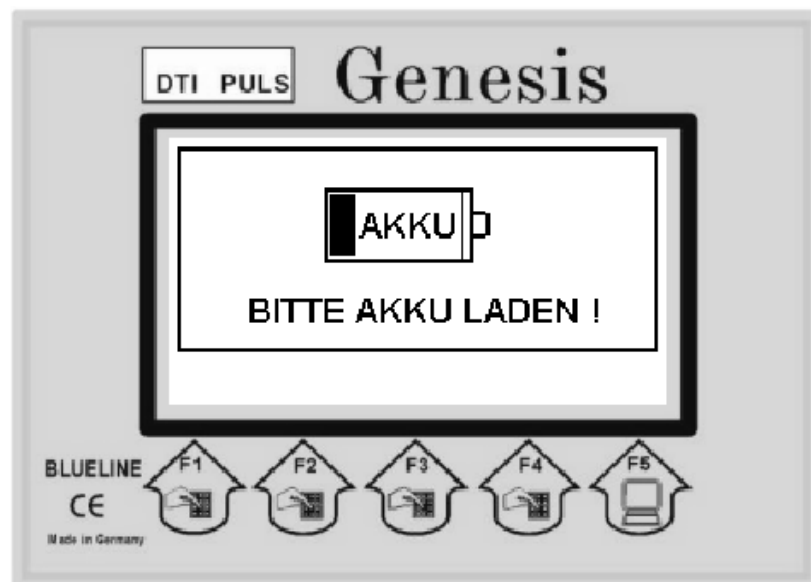 DTI PULS
Genesis
AKKU
BITTE AKKU LADEN !
F1 F2 F3 F4 F5
BLUELINE
CE
Made in Germany